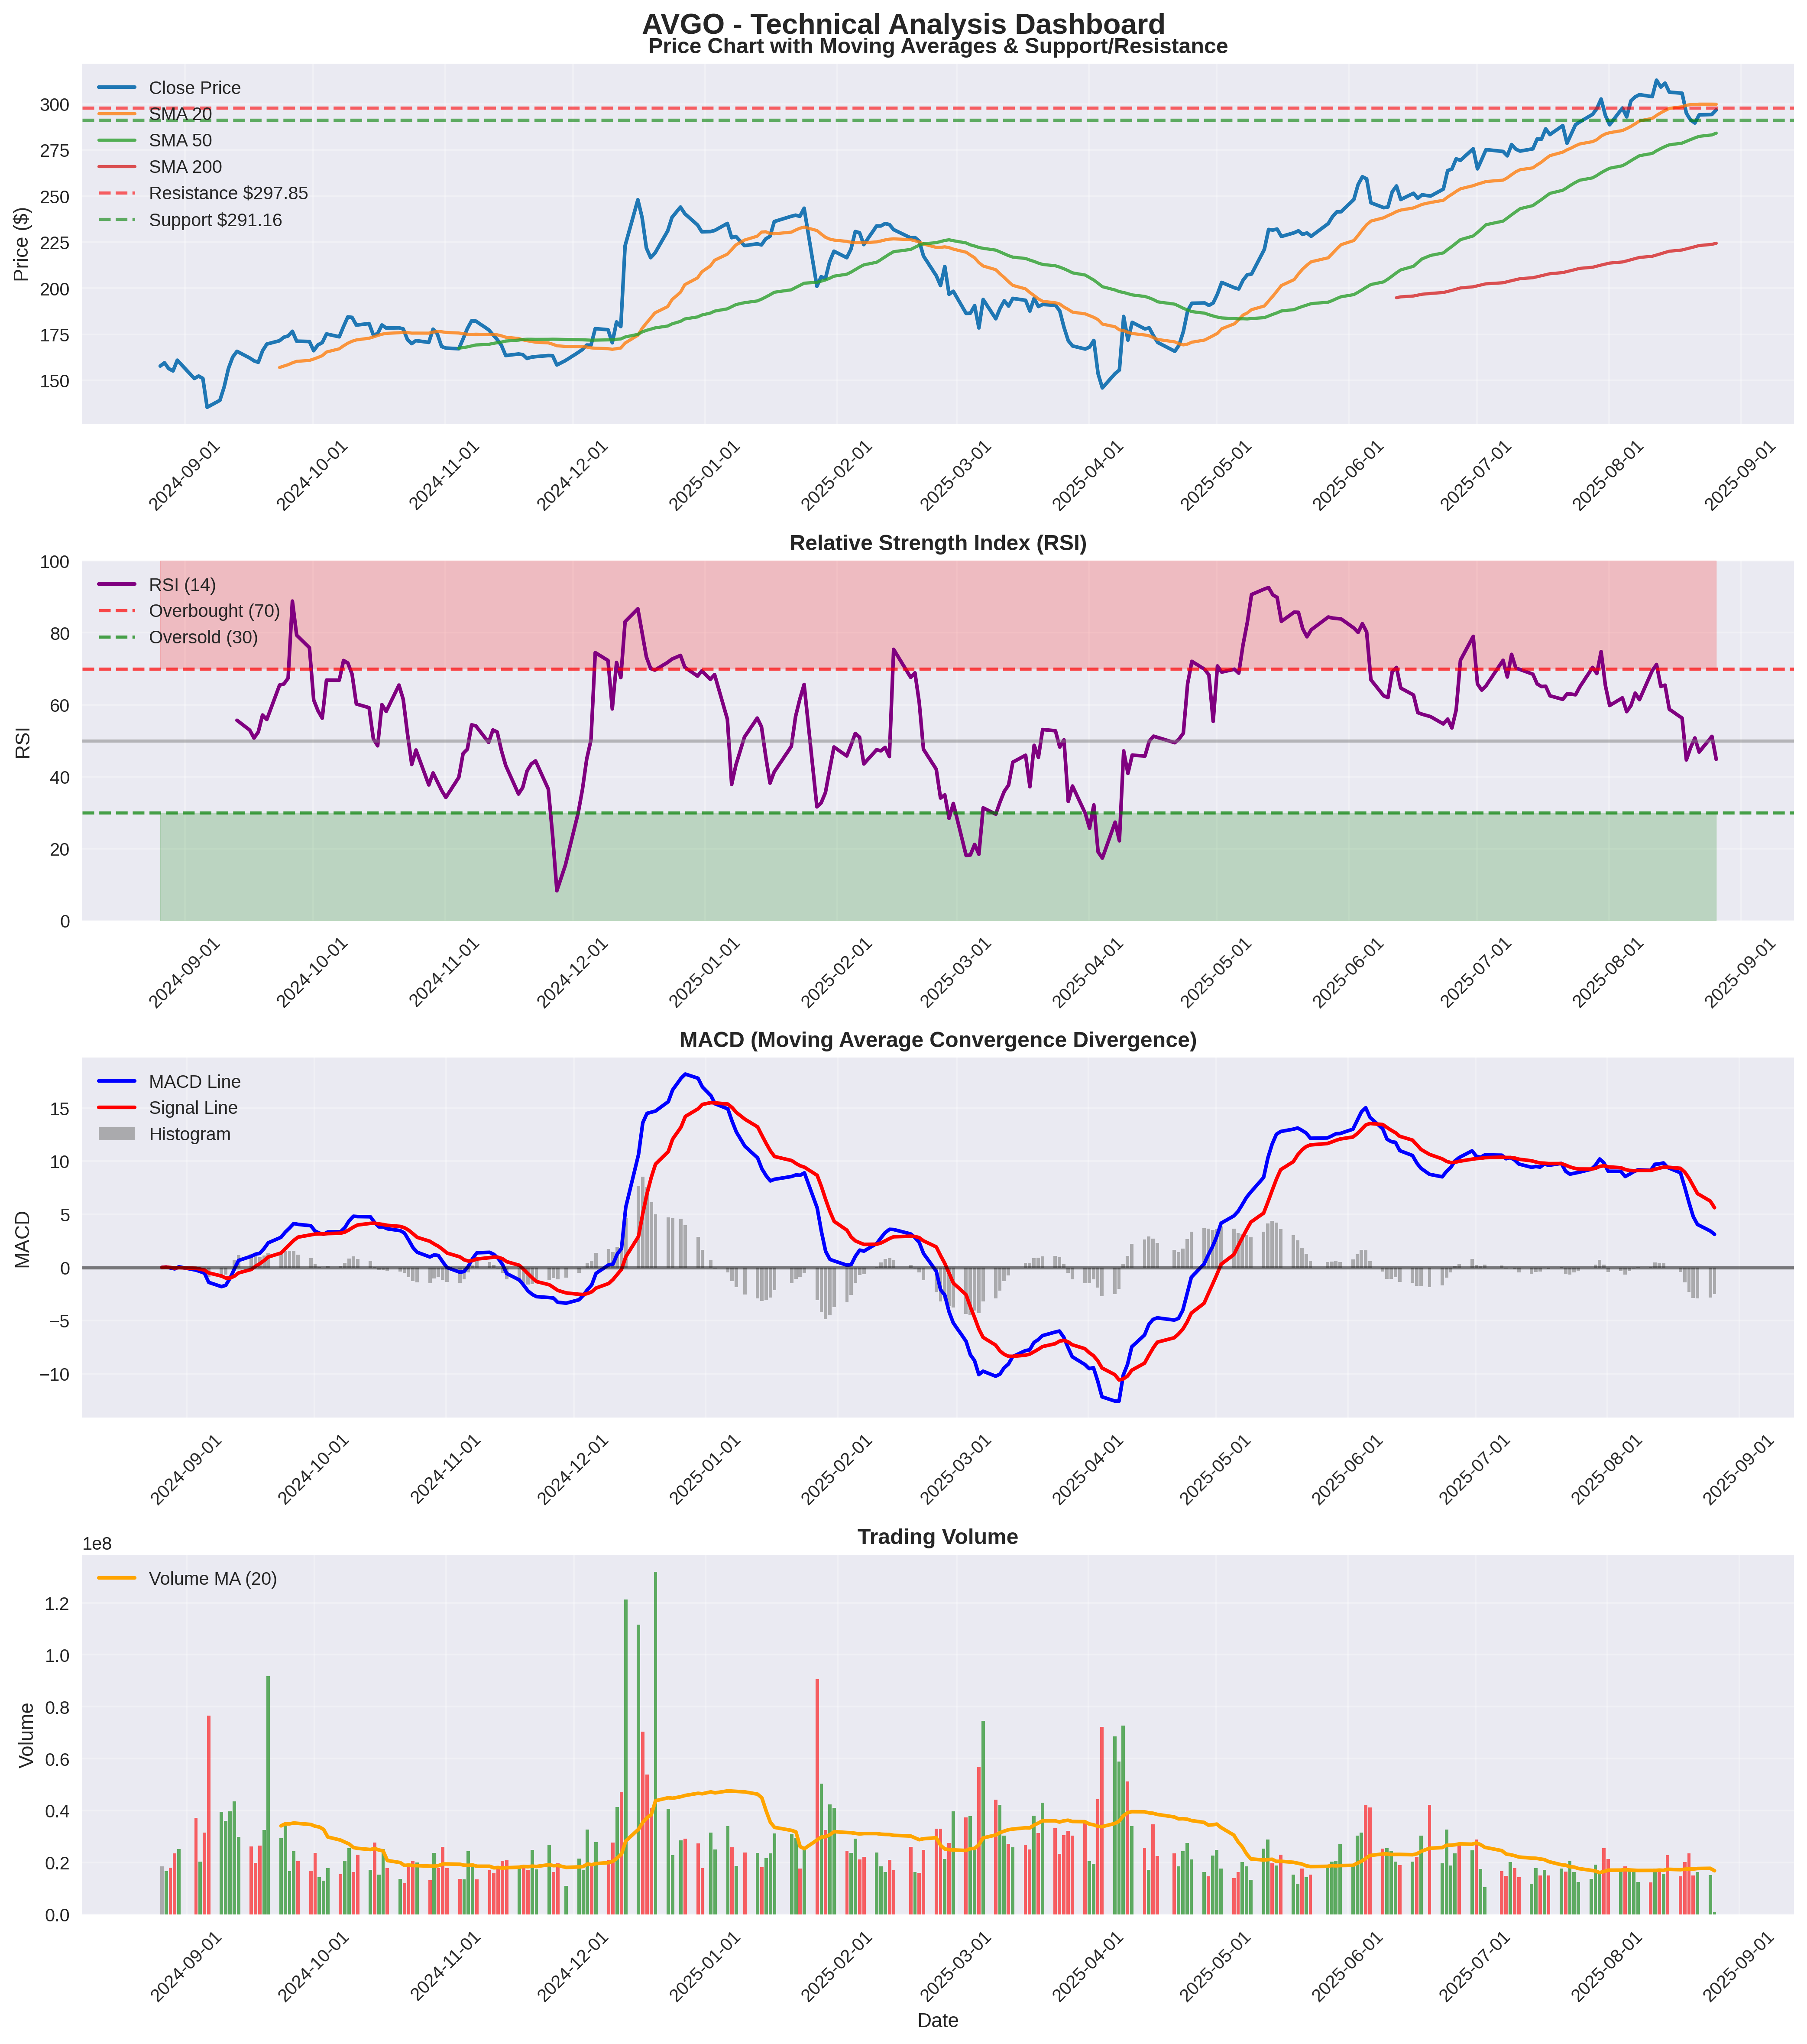 AVGO - Technical Analysis Dashboard
Price Chart with Moving Averages & Support/Resistance
Close Price
SMA 20
SMA 50
SMA 200
Resistance $297.85
Support $291.16
Price ($)
300
275
250
225
200
175
150
2024-09-01 2024-10-01 2024-11-01 2024-12-01 2025-01-01 2025-02-01 2025-03-01 2025-04-01 2025-05-01 2025-06-01 2025-07-01 2025-08-01 2025-09-01
Relative Strength Index (RSI)
RSI (14)
Overbought (70)
Oversold (30)
RSI
100
80
60
40
20
0
2024-09-01 2024-10-01 2024-11-01 2024-12-01 2025-01-01 2025-02-01 2025-03-01 2025-04-01 2025-05-01 2025-06-01 2025-07-01 2025-08-01 2025-09-01
MACD (Moving Average Convergence Divergence)
MACD Line
Signal Line
Histogram
MACD
15
10
5
0
−5
−10
2024-09-01 2024-10-01 2024-11-01 2024-12-01 2025-01-01 2025-02-01 2025-03-01 2025-04-01 2025-05-01 2025-06-01 2025-07-01 2025-08-01 2025-09-01
Trading Volume
1e8
Volume MA (20)
Volume
1.2
1.0
0.8
0.6
0.4
0.2
0.0
2024-09-01 2024-10-01 2024-11-01 2024-12-01 2025-01-01 2025-02-01 2025-03-01 2025-04-01 2025-05-01 2025-06-01 2025-07-01 2025-08-01 2025-09-01
Date